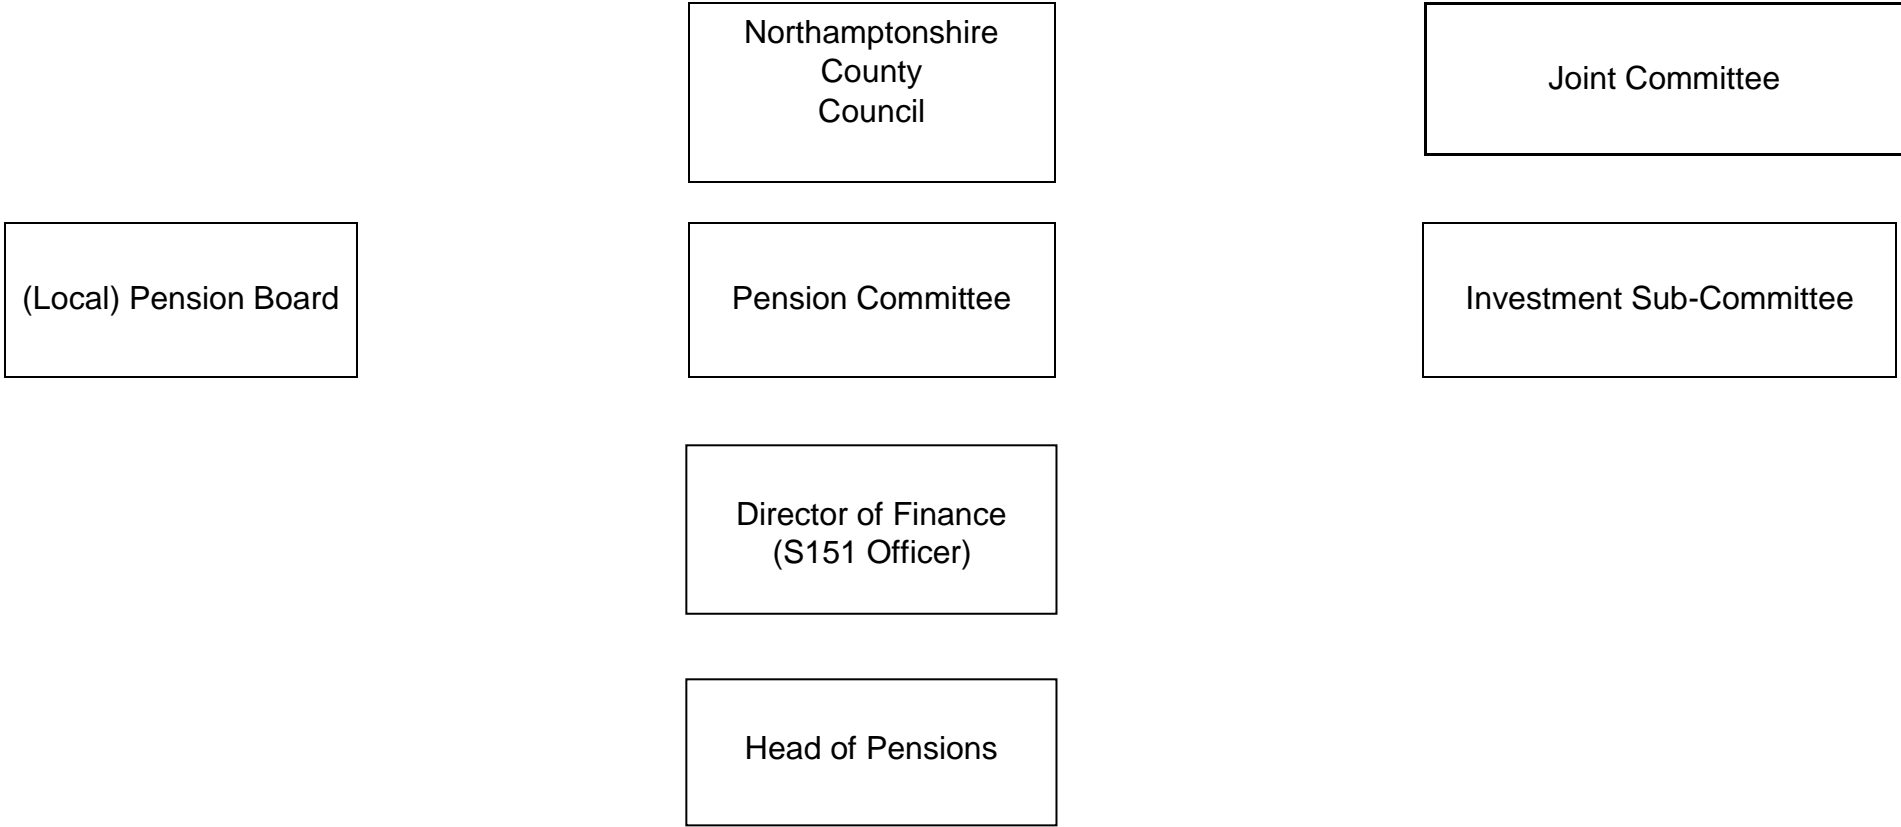 Northamptonshire
County
Council
Joint Committee
(Local) Pension Board
Pension Committee
Investment Sub-Committee
Director of Finance
(S151 Officer)
Head of Pensions